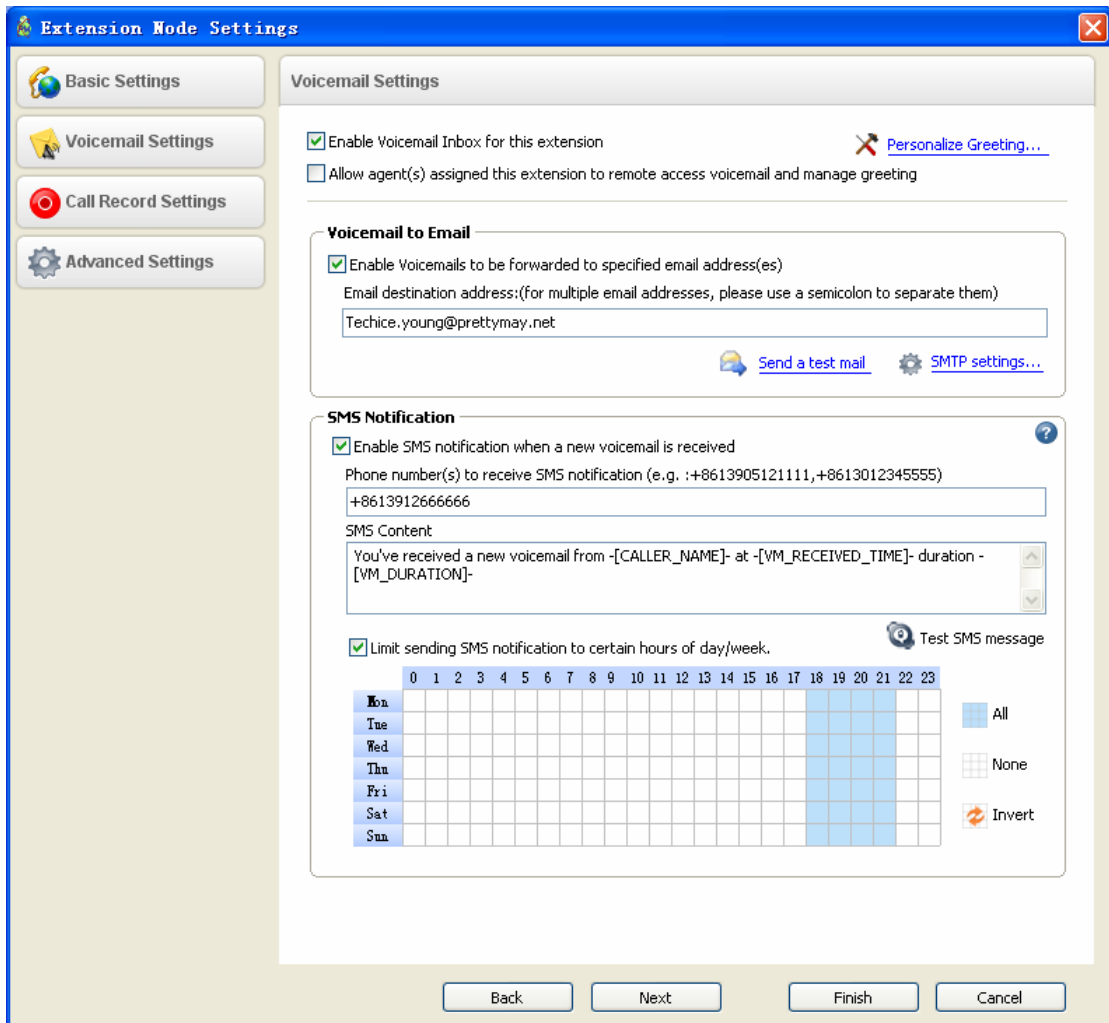 Extension Node Settings
Basic Settings
Voicemail Settings
Call Record Settings
Advanced Settings
Voicemail Settings
Enable Voicemail Inbox for this extension
Personalize Greeting...
Allow agent(s) assigned this extension to remote access voicemail and manage greeting
Voicemail to Email
Enable Voicemails to be forwarded to specified email address(es)
Email destination address:(for multiple email addresses, please use a semicolon to separate them)
Techice.young@prettymay.net
Send a test mail
SMTP settings...
SMS Notification
?
Enable SMS notification when a new voicemail is received
Phone number(s) to receive SMS notification (e.g. :+8613905121111,+8613012345555)
+8613912666666
SMS Content
You've received a new voicemail from -[CALLER_NAME]- at -[VM_RECEIVED_TIME]- duration -
[VM_DURATION]-
Test SMS message
Limit sending SMS notification to certain hours of day/week.
0 1 2 3 4 5 6 7 8 9 10 11 12 13 14 15 16 17 18 19 20 21 22 23
Mon
Tue
Wed
Thu
Fri
Sat
Sun
All
None
Invert
Back
Next
Finish
Cancel